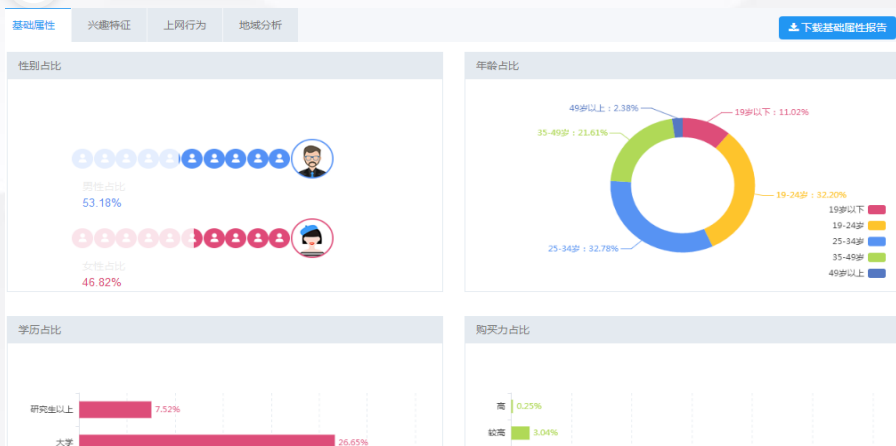 基础属性 兴趣特征 上网行为 地域分析
下载基础属性报告
性别占比
男性占比
53.18%
女性占比
46.82%
年龄占比
49岁以上：2.38%
19岁以下：11.02%
35-49岁：21.61%
19-24岁：32.20%
25-34岁：32.78%
19岁以下
19-24岁
25-34岁
35-49岁
49岁以上
学历占比
研究生以上 7.52%
大学 26.65%
购买力占比
高 0.25%
较高 3.04%